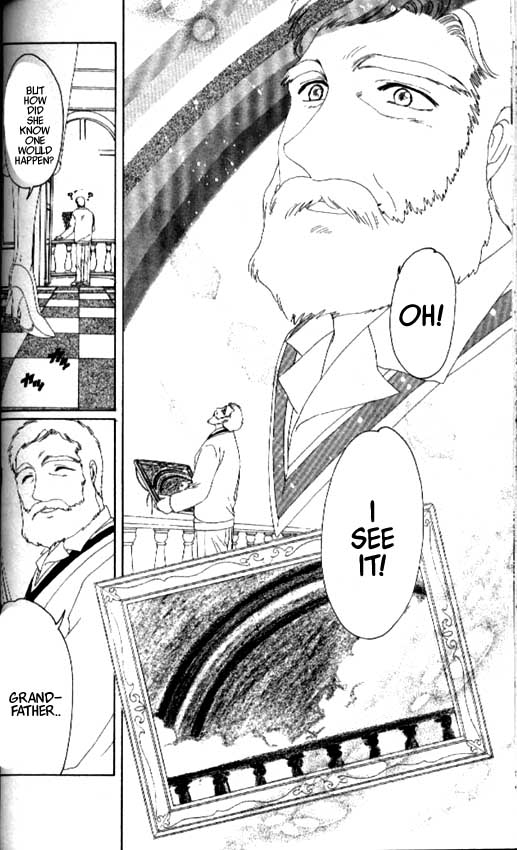 OH!
I
SEE
IT!
BUT
HOW
DID
SHE
KNOW
ONE
WOULD
HAPPEN?
GRAND-
FATHER..